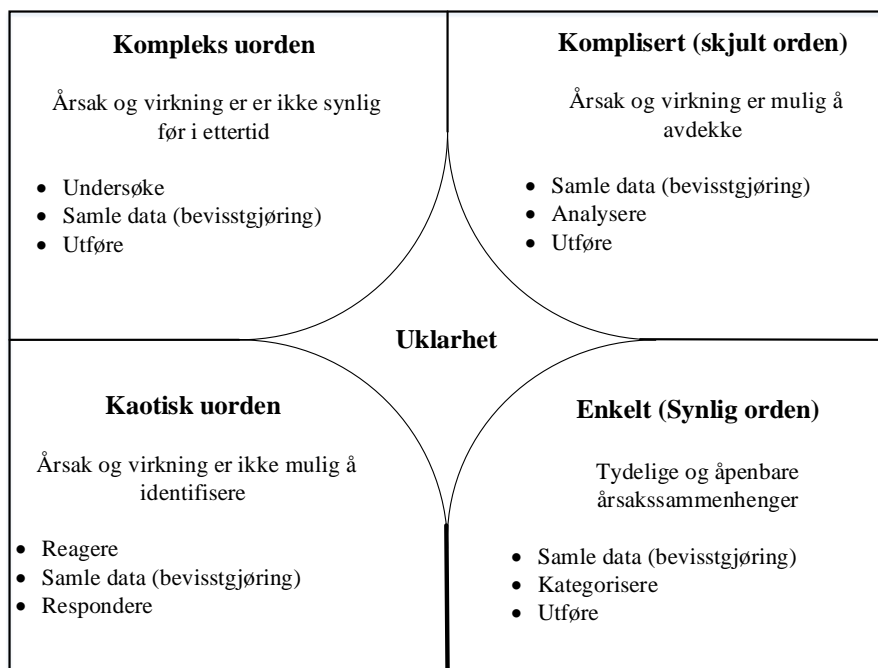 Kompleks uorden
Årsak og virkning er er ikke synlig
før i ettertid
• Undersøke
• Samle data (bevisstgjøring)
• Utføre
Komplisert (skjult orden)
Årsak og virkning er mulig å
avdekke
• Samle data (bevisstgjøring)
• Analysere
• Utføre
Uklarhet
Kaotisk uorden
Årsak og virkning er ikke mulig å
identifisere
• Reagere
• Samle data (bevisstgjøring)
• Respondere
Enkelt (Synlig orden)
Tydelige og åpenbare
årsakssammenhenger
• Samle data (bevisstgjøring)
• Kategorisere
• Utføre